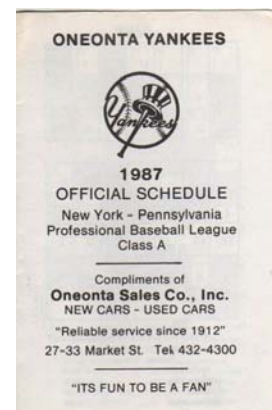 ONEONTA YANKEES
Yankees
1987
OFFICIAL SCHEDULE
New York - Pennsylvania
Professional Baseball League
Class A
Compliments of
Oneonta Sales Co., Inc.
NEW CARS - USED CARS
"Reliable service since 1912"
27-33 Market St. Tel. 432-4300
"ITS FUN TO BE A FAN"